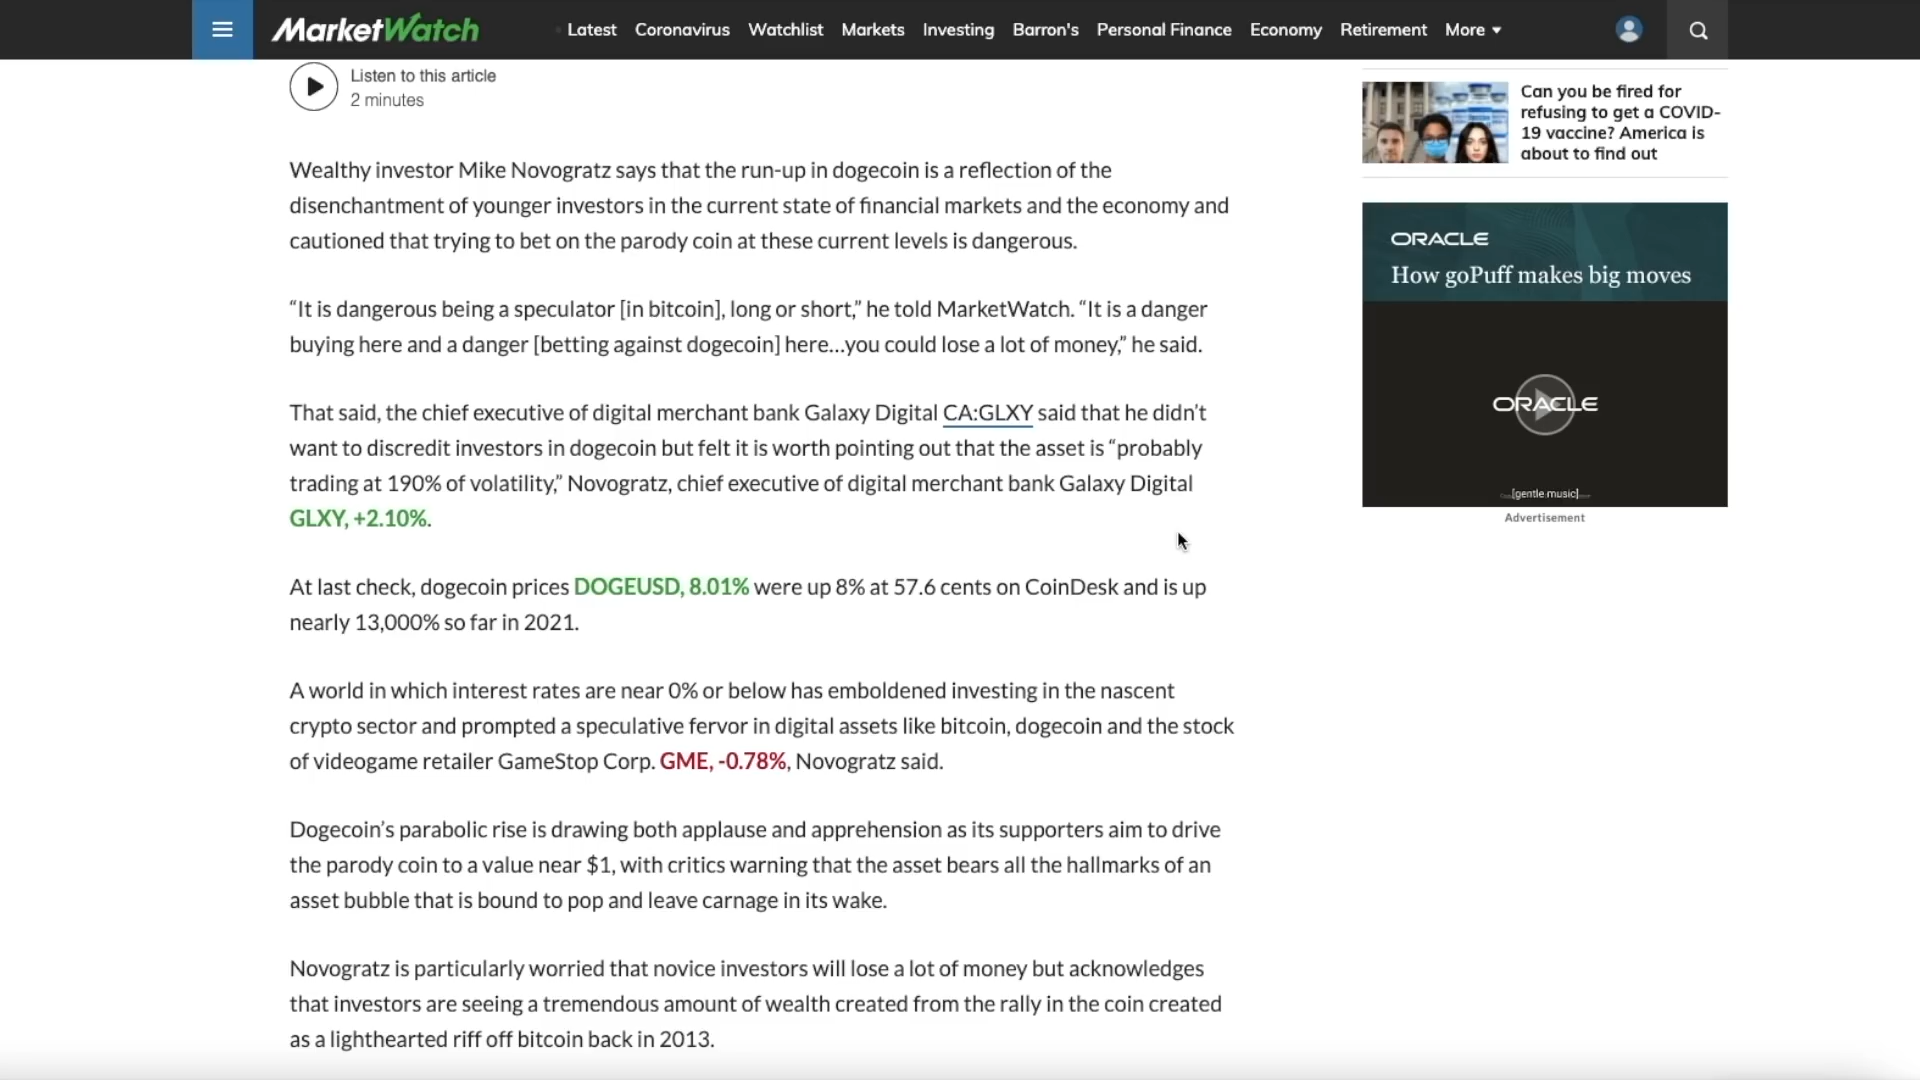 MarketWatch
Latest Coronavirus Watchlist Markets Investing Barron's Personal Finance Economy Retirement More
Listen to this article
2 minutes
Wealthy investor Mike Novogratz says that the run-up in dogecoin is a reflection of the
disenchantment of younger investors in the current state of financial markets and the economy and
cautioned that trying to bet on the parody coin at these current levels is dangerous.
“It is dangerous being a speculator [in bitcoin], long or short,” he told MarketWatch. “It is a danger
buying here and a danger [betting against dogecoin] here…you could lose a lot of money,” he said.
That said, the chief executive of digital merchant bank Galaxy Digital CA:GLXY said that he didn’t
want to discredit investors in dogecoin but felt it is worth pointing out that the asset is “probably
trading at 190% of volatility,” Novogratz, chief executive of digital merchant bank Galaxy Digital
GLXY, +2.10%.
At last check, dogecoin prices DOGEUSD, 8.01% were up 8% at 57.6 cents on CoinDesk and is up
nearly 13,000% so far in 2021.
A world in which interest rates are near 0% or below has emboldened investing in the nascent
crypto sector and prompted a speculative fervor in digital assets like bitcoin, dogecoin and the stock
of videogame retailer GameStop Corp. GME, -0.78%, Novogratz said.
Dogecoin’s parabolic rise is drawing both applause and apprehension as its supporters aim to drive
the parody coin to a value near $1, with critics warning that the asset bears all the hallmarks of an
asset bubble that is bound to pop and leave carnage in its wake.
Novogratz is particularly worried that novice investors will lose a lot of money but acknowledges
that investors are seeing a tremendous amount of wealth created from the rally in the coin created
as a lighthearted riff off bitcoin back in 2013.
Can you be fired for
refusing to get a COVID-
19 vaccine? America is
about to find out
ORACLE
How goPuff makes big moves
ORACLE
[gentle music]
Advertisement